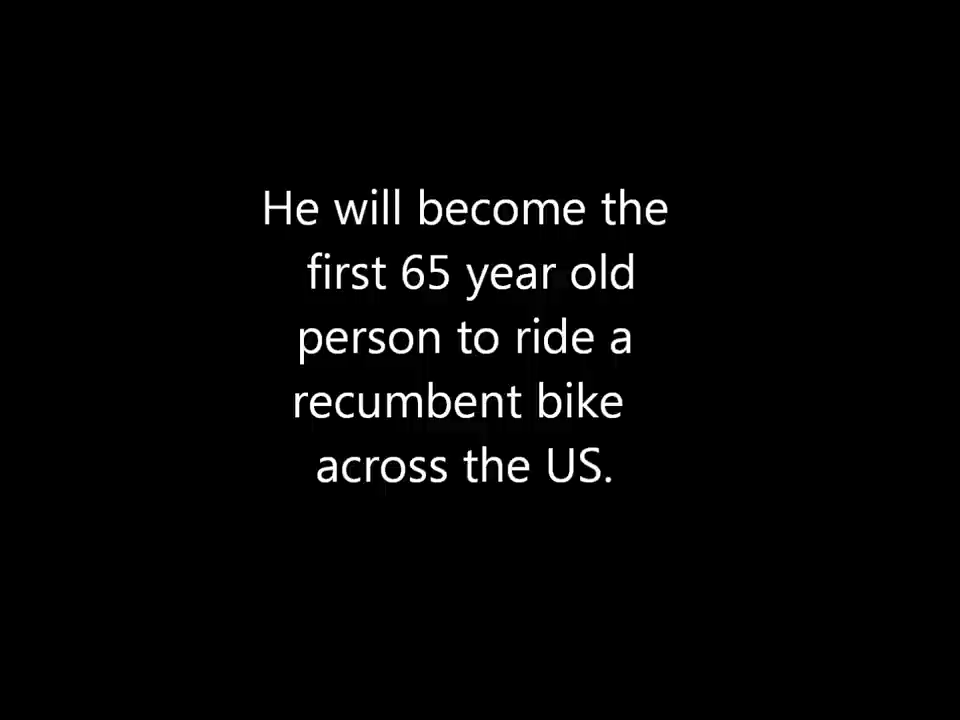 He will become the
first 65 year old
person to ride a
recumbent bike
across the US.